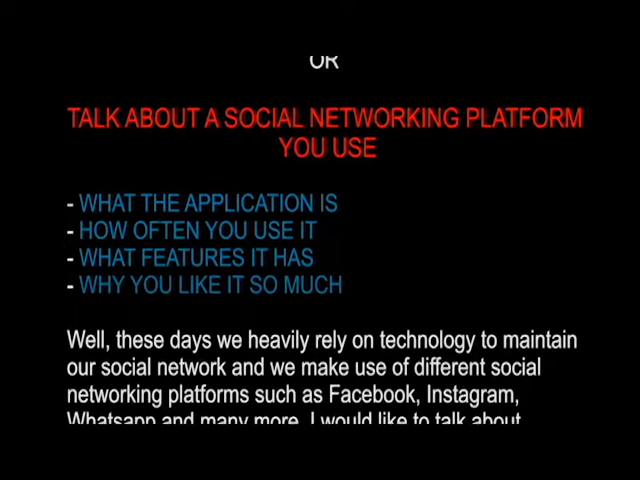 OR
TALK ABOUT A SOCIAL NETWORKING PLATFORM
YOU USE
- WHAT THE APPLICATION IS
- HOW OFTEN YOU USE IT
- WHAT FEATURES IT HAS
- WHY YOU LIKE IT SO MUCH
Well, these days we heavily rely on technology to maintain
our social network and we make use of different social
networking platforms such as Facebook, Instagram,
Whatsapp and many more. I would like to talk about